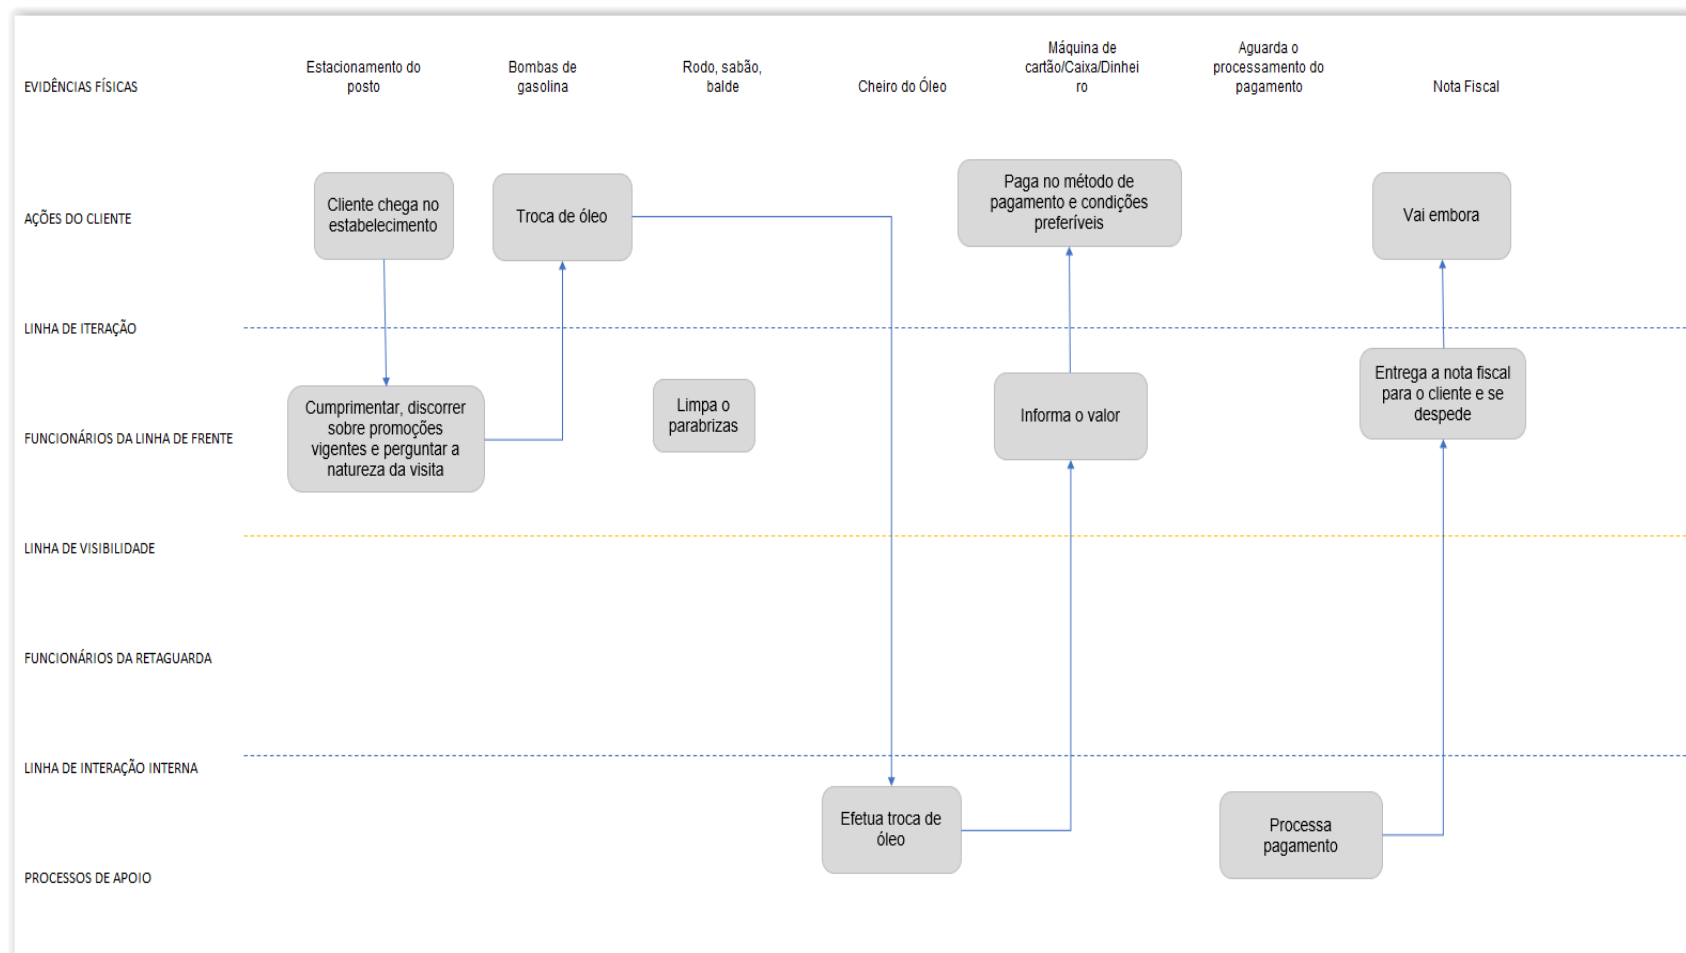 EVIDÊNCIAS FÍSICAS
Estacionamento do
posto
Bombas de
gasolina
Rodo, sabão,
balde
Cheiro do Óleo
Máquina de
cartão/Caixa/Dinhei
ro
Aguarda o
processamento do
pagamento
Nota Fiscal
AÇÕES DO CLIENTE
Cliente chega no
estabelecimento
Troca de óleo
Paga no método de
pagamento e condições
preferíveis
Vai embora
LINHA DE ITERAÇÃO
FUNCIONÁRIOS DA LINHA DE FRENTE
Cumprimentar, discorrer
sobre promoções
vigentes e perguntar a
natureza da visita
Limpa o
parabrizas
Informa o valor
Entrega a nota fiscal
para o cliente e se
despede
LINHA DE VISIBILIDADE
FUNCIONÁRIOS DA RETAGUARDA
LINHA DE INTERAÇÃO INTERNA
PROCESSOS DE APOIO
Efetua troca de
óleo
Processa
pagamento